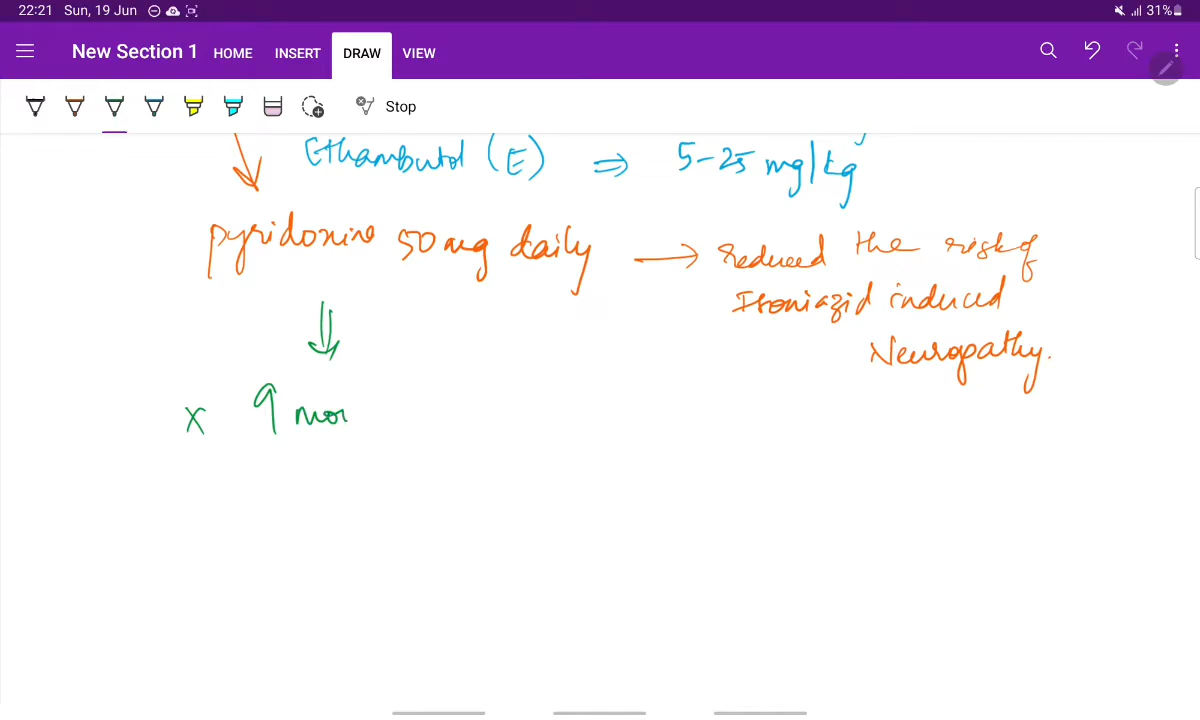 22:21 Sun, 19 Jun 31%
New Section 1 HOME INSERT DRAW VIEW
Stop
Ethambutol (E) ⇒ 5-25 mg/kg
pyridoxine 50 mg daily → reduced the risk of
Isoniazid induced
Neuropathy.
x 9 mon